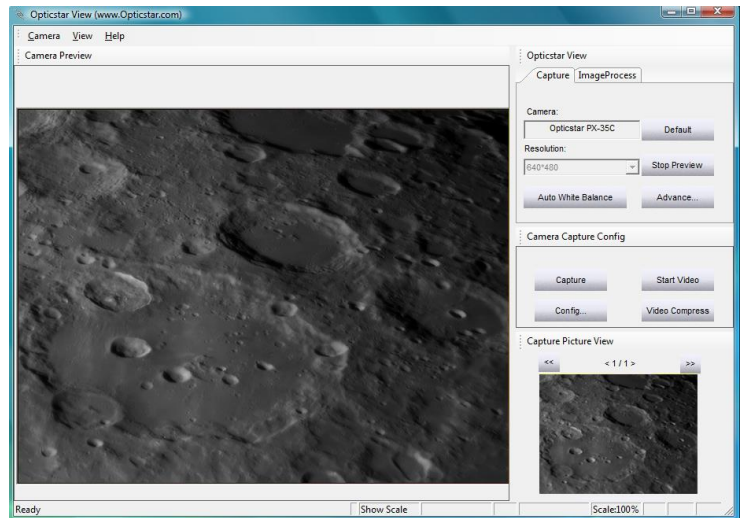 Opticstar View (www.Opticstar.com)
Camera View Help
Camera Preview
Opticstar View
Capture ImageProcess
Camera:
Opticstar PX-35C Default
Resolution:
640*480 Stop Preview
Auto White Balance Advance...
Camera Capture Config
Capture Start Video
Config... Video Compress
Capture Picture View
<< < 1 / 1 > >>
Ready Show Scale Scale:100%